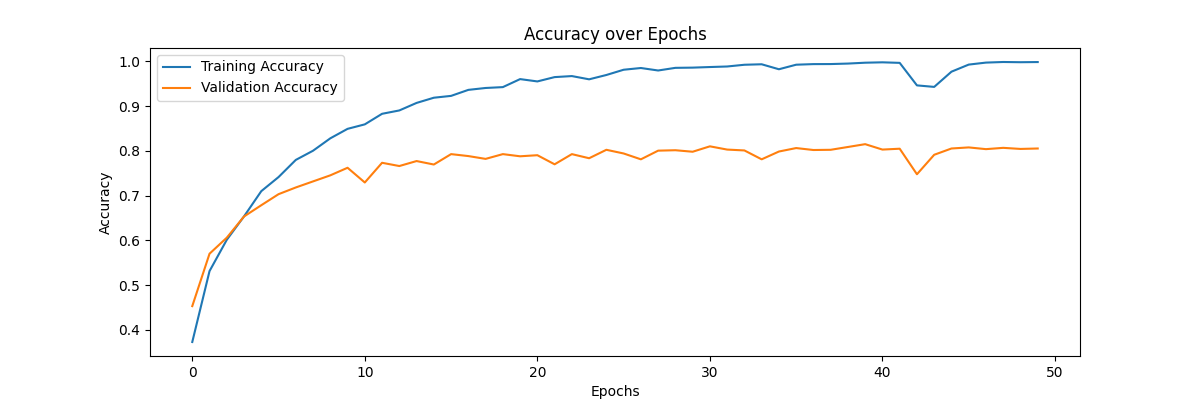 Accuracy over Epochs
Training Accuracy
Validation Accuracy
1.0
0.9
0.8
0.7
0.6
0.5
0.4
Accuracy
0 10 20 30 40 50
Epochs